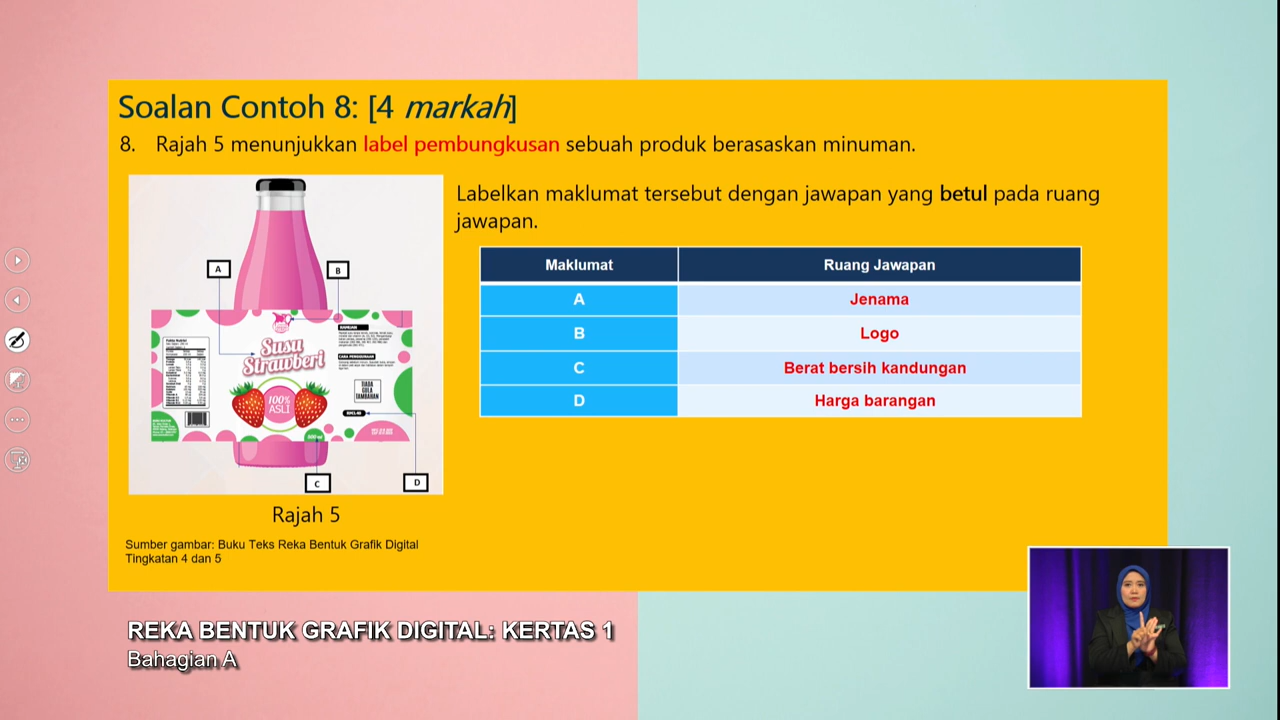 Soalan Contoh 8: [4 markah]
8. Rajah 5 menunjukkan label pembungkusan sebuah produk berasaskan minuman.
Labelkan maklumat tersebut dengan jawapan yang betul pada ruang
jawapan.
Maklumat Ruang Jawapan
A Jenama
B Logo
C Berat bersih kandungan
D Harga barangan
A
B
Susu
Strawberi
100%
ASLI
TIADA
GULA
TAMBAHAN
C
D
Rajah 5
Sumber gambar: Buku Teks Reka Bentuk Grafik Digital
Tingkatan 4 dan 5
REKA BENTUK GRAFIK DIGITAL: KERTAS 1
Bahagian A